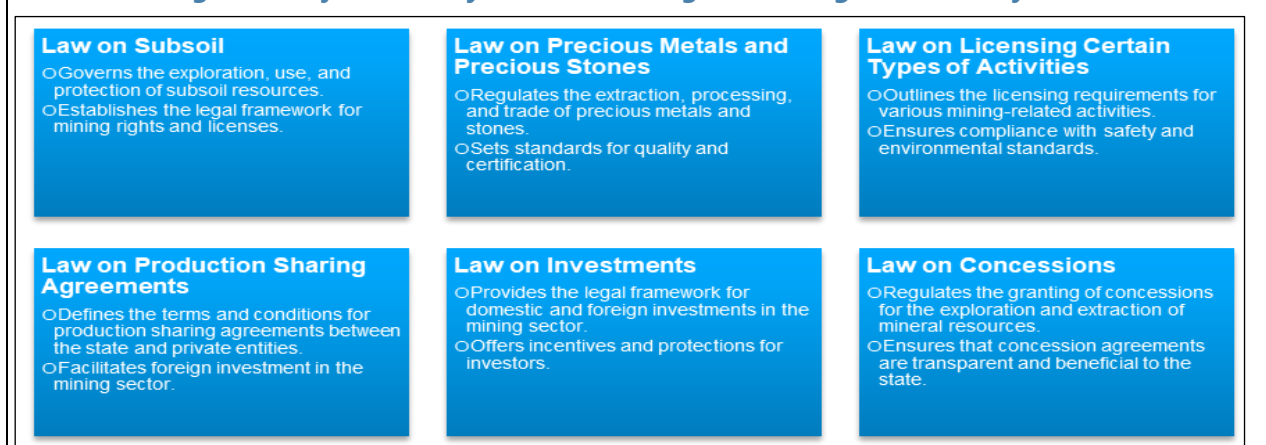 Law on Subsoil
○Governs the exploration, use, and
protection of subsoil resources.
○Establishes the legal framework for
mining rights and licenses.
Law on Precious Metals and
Precious Stones
○Regulates the extraction, processing,
and trade of precious metals and
stones.
○Sets standards for quality and
certification.
Law on Licensing Certain
Types of Activities
○Outlines the licensing requirements for
various mining-related activities.
○Ensures compliance with safety and
environmental standards.
Law on Production Sharing
Agreements
○Defines the terms and conditions for
production sharing agreements between
the state and private entities.
○Facilitates foreign investment in the
mining sector.
Law on Investments
○Provides the legal framework for
domestic and foreign investments in the
mining sector.
○Offers incentives and protections for
investors.
Law on Concessions
○Regulates the granting of concessions
for the exploration and extraction of
mineral resources.
○Ensures that concession agreements
are transparent and beneficial to the
state.